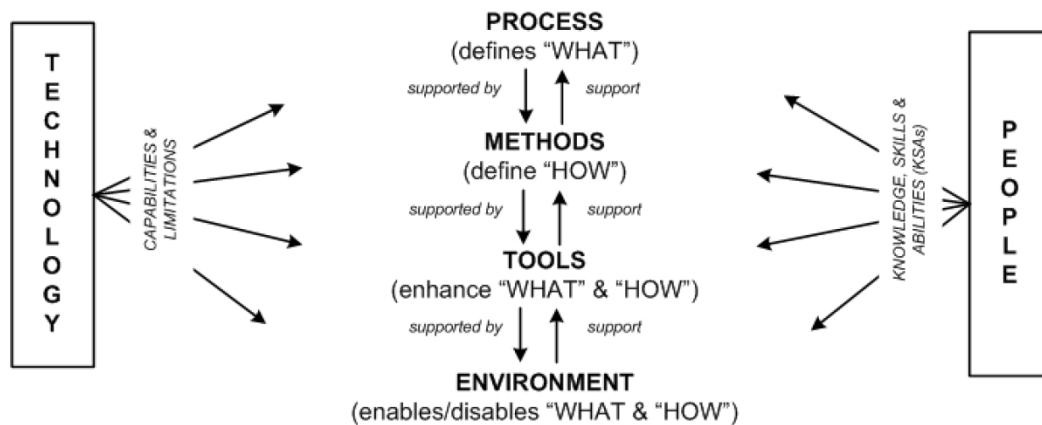 TECHNOLOGY
CAPABILITIES &
LIMITATIONS
PROCESS
(defines “WHAT”)
supported by support
METHODS
(define “HOW”)
supported by support
TOOLS
(enhance “WHAT” & “HOW”)
supported by support
ENVIRONMENT
(enables/disables “WHAT & “HOW”)
KNOWLEDGE, SKILLS &
ABILITIES (KSAs)
PEOPLE